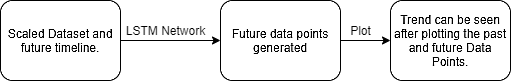 Scaled Dataset and
future timeline.
LSTM Network
Future data points
generated
Plot
Trend can be seen
after plotting the past
and future Data
Points.